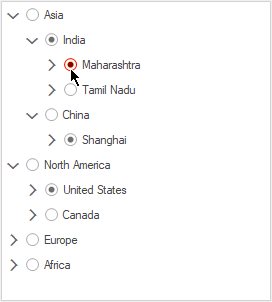 Asia
India
Maharashtra
Tamil Nadu
China
Shanghai
North America
United States
Canada
Europe
Africa